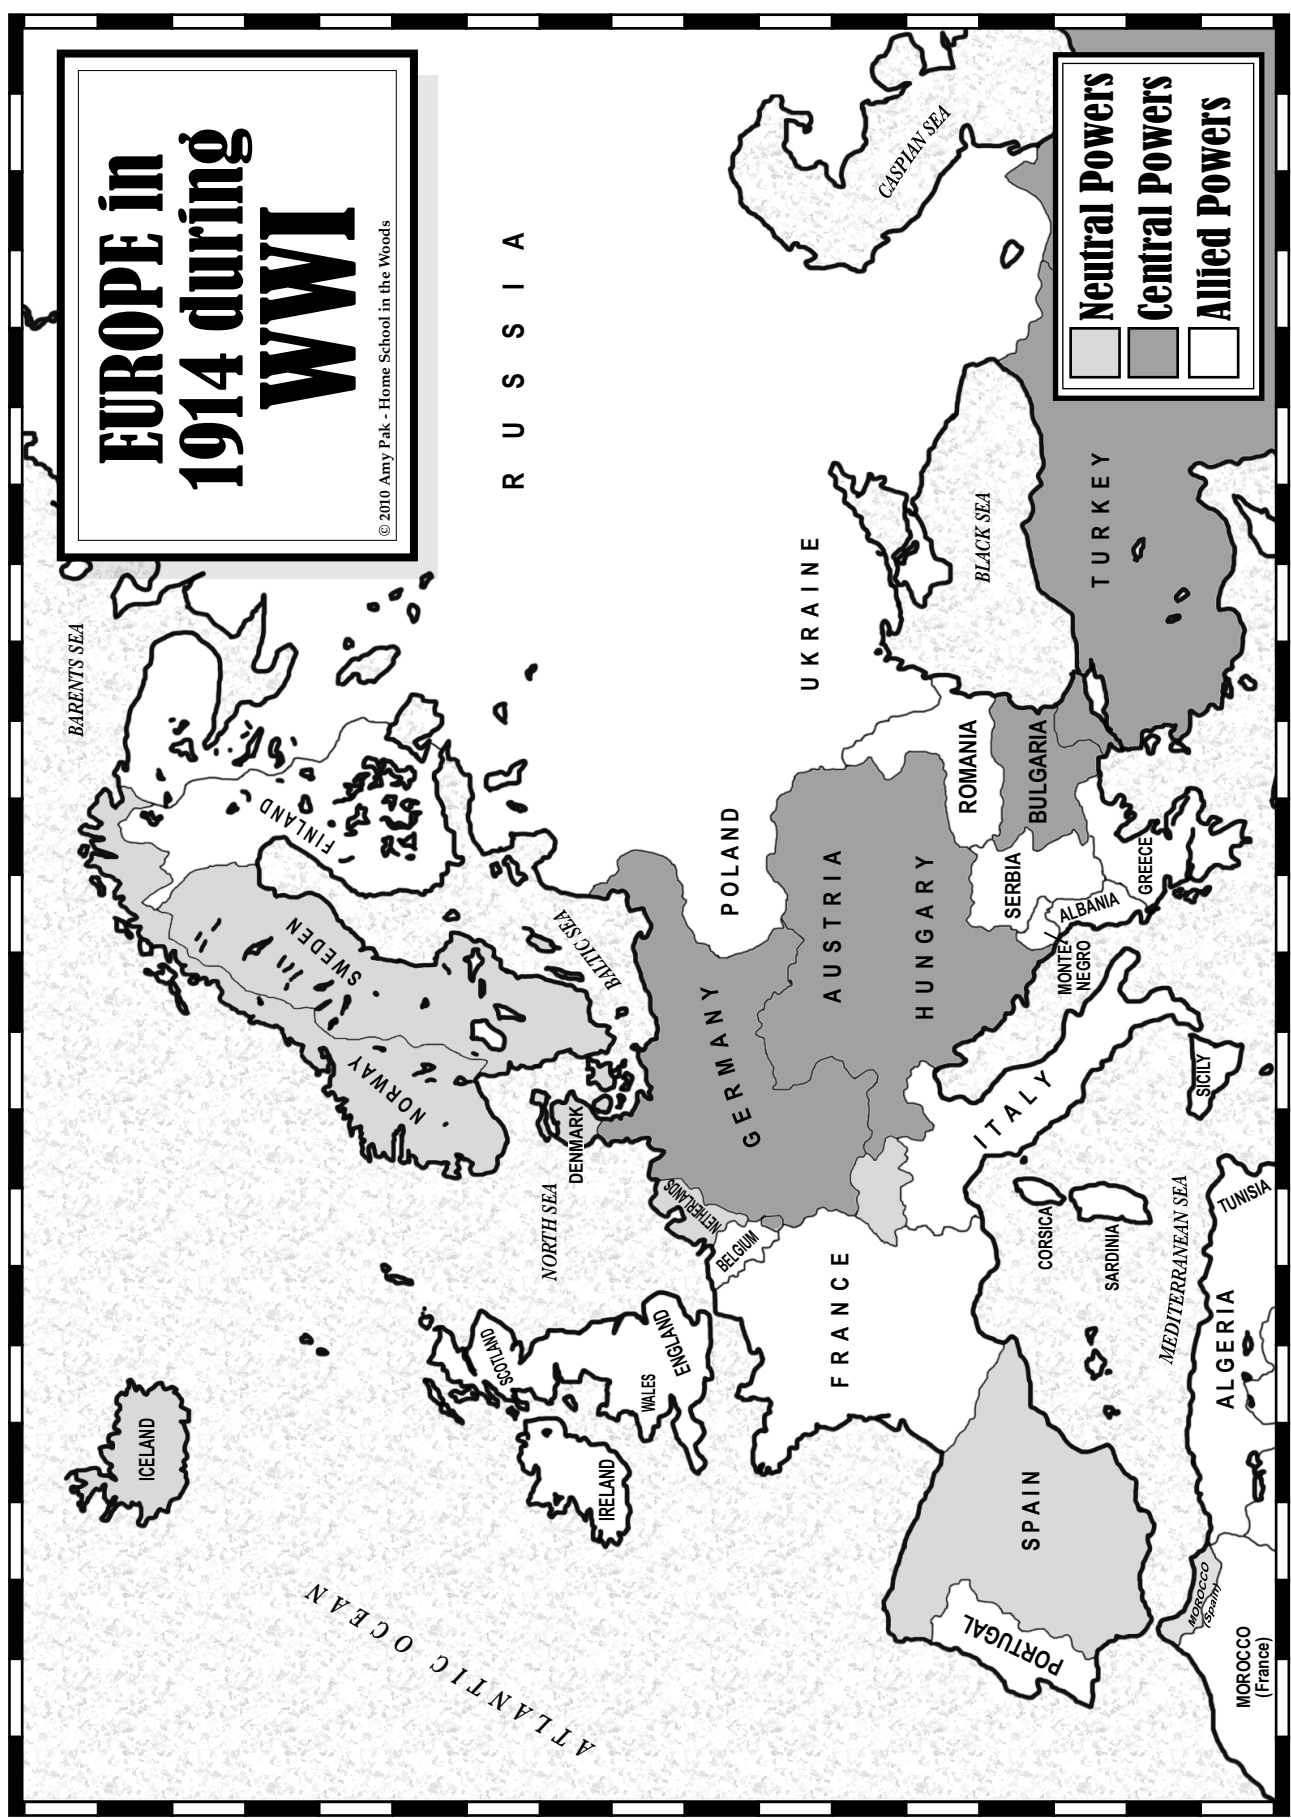 EUROPE in
1914 during
WWI
© 2010 Amy Pak - Home School in the Woods
Neutral Powers
Central Powers
Allied Powers
BARENTS SEA
ICELAND
ATLANTIC OCEAN
NORWAY
SWEDEN
FINLAND
RUSSIA
NORTH SEA
BALTIC SEA
DENMARK
SCOTLAND
IRELAND
WALES
ENGLAND
NETHERLANDS
BELGIUM
GERMANY
POLAND
UKRAINE
FRANCE
AUSTRIA
HUNGARY
CASPIAN SEA
BLACK SEA
ROMANIA
BULGARIA
SERBIA
MONTE-
NEGRO
ALBANIA
GREECE
TURKEY
ITALY
CORSICA
SARDINIA
SICILY
PORTUGAL
SPAIN
MEDITERRANEAN SEA
MOROCCO
(Spain)
MOROCCO
(France)
ALGERIA
TUNISIA